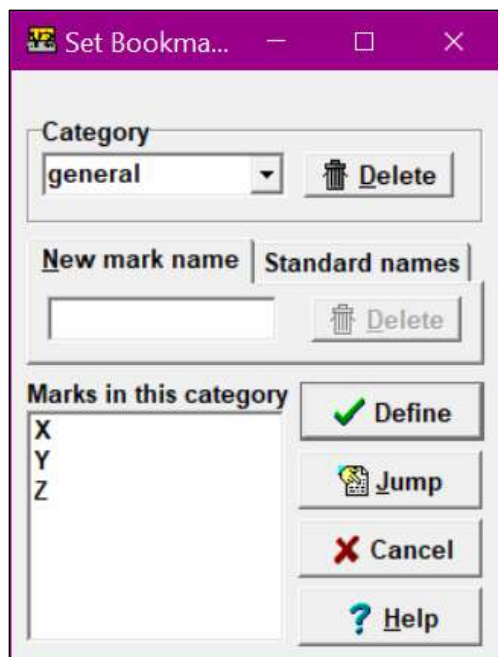 Set Bookma...
Category
general
Delete
New mark name
Standard names
Delete
Marks in this category
X
Y
Z
Define
Jump
Cancel
? Help